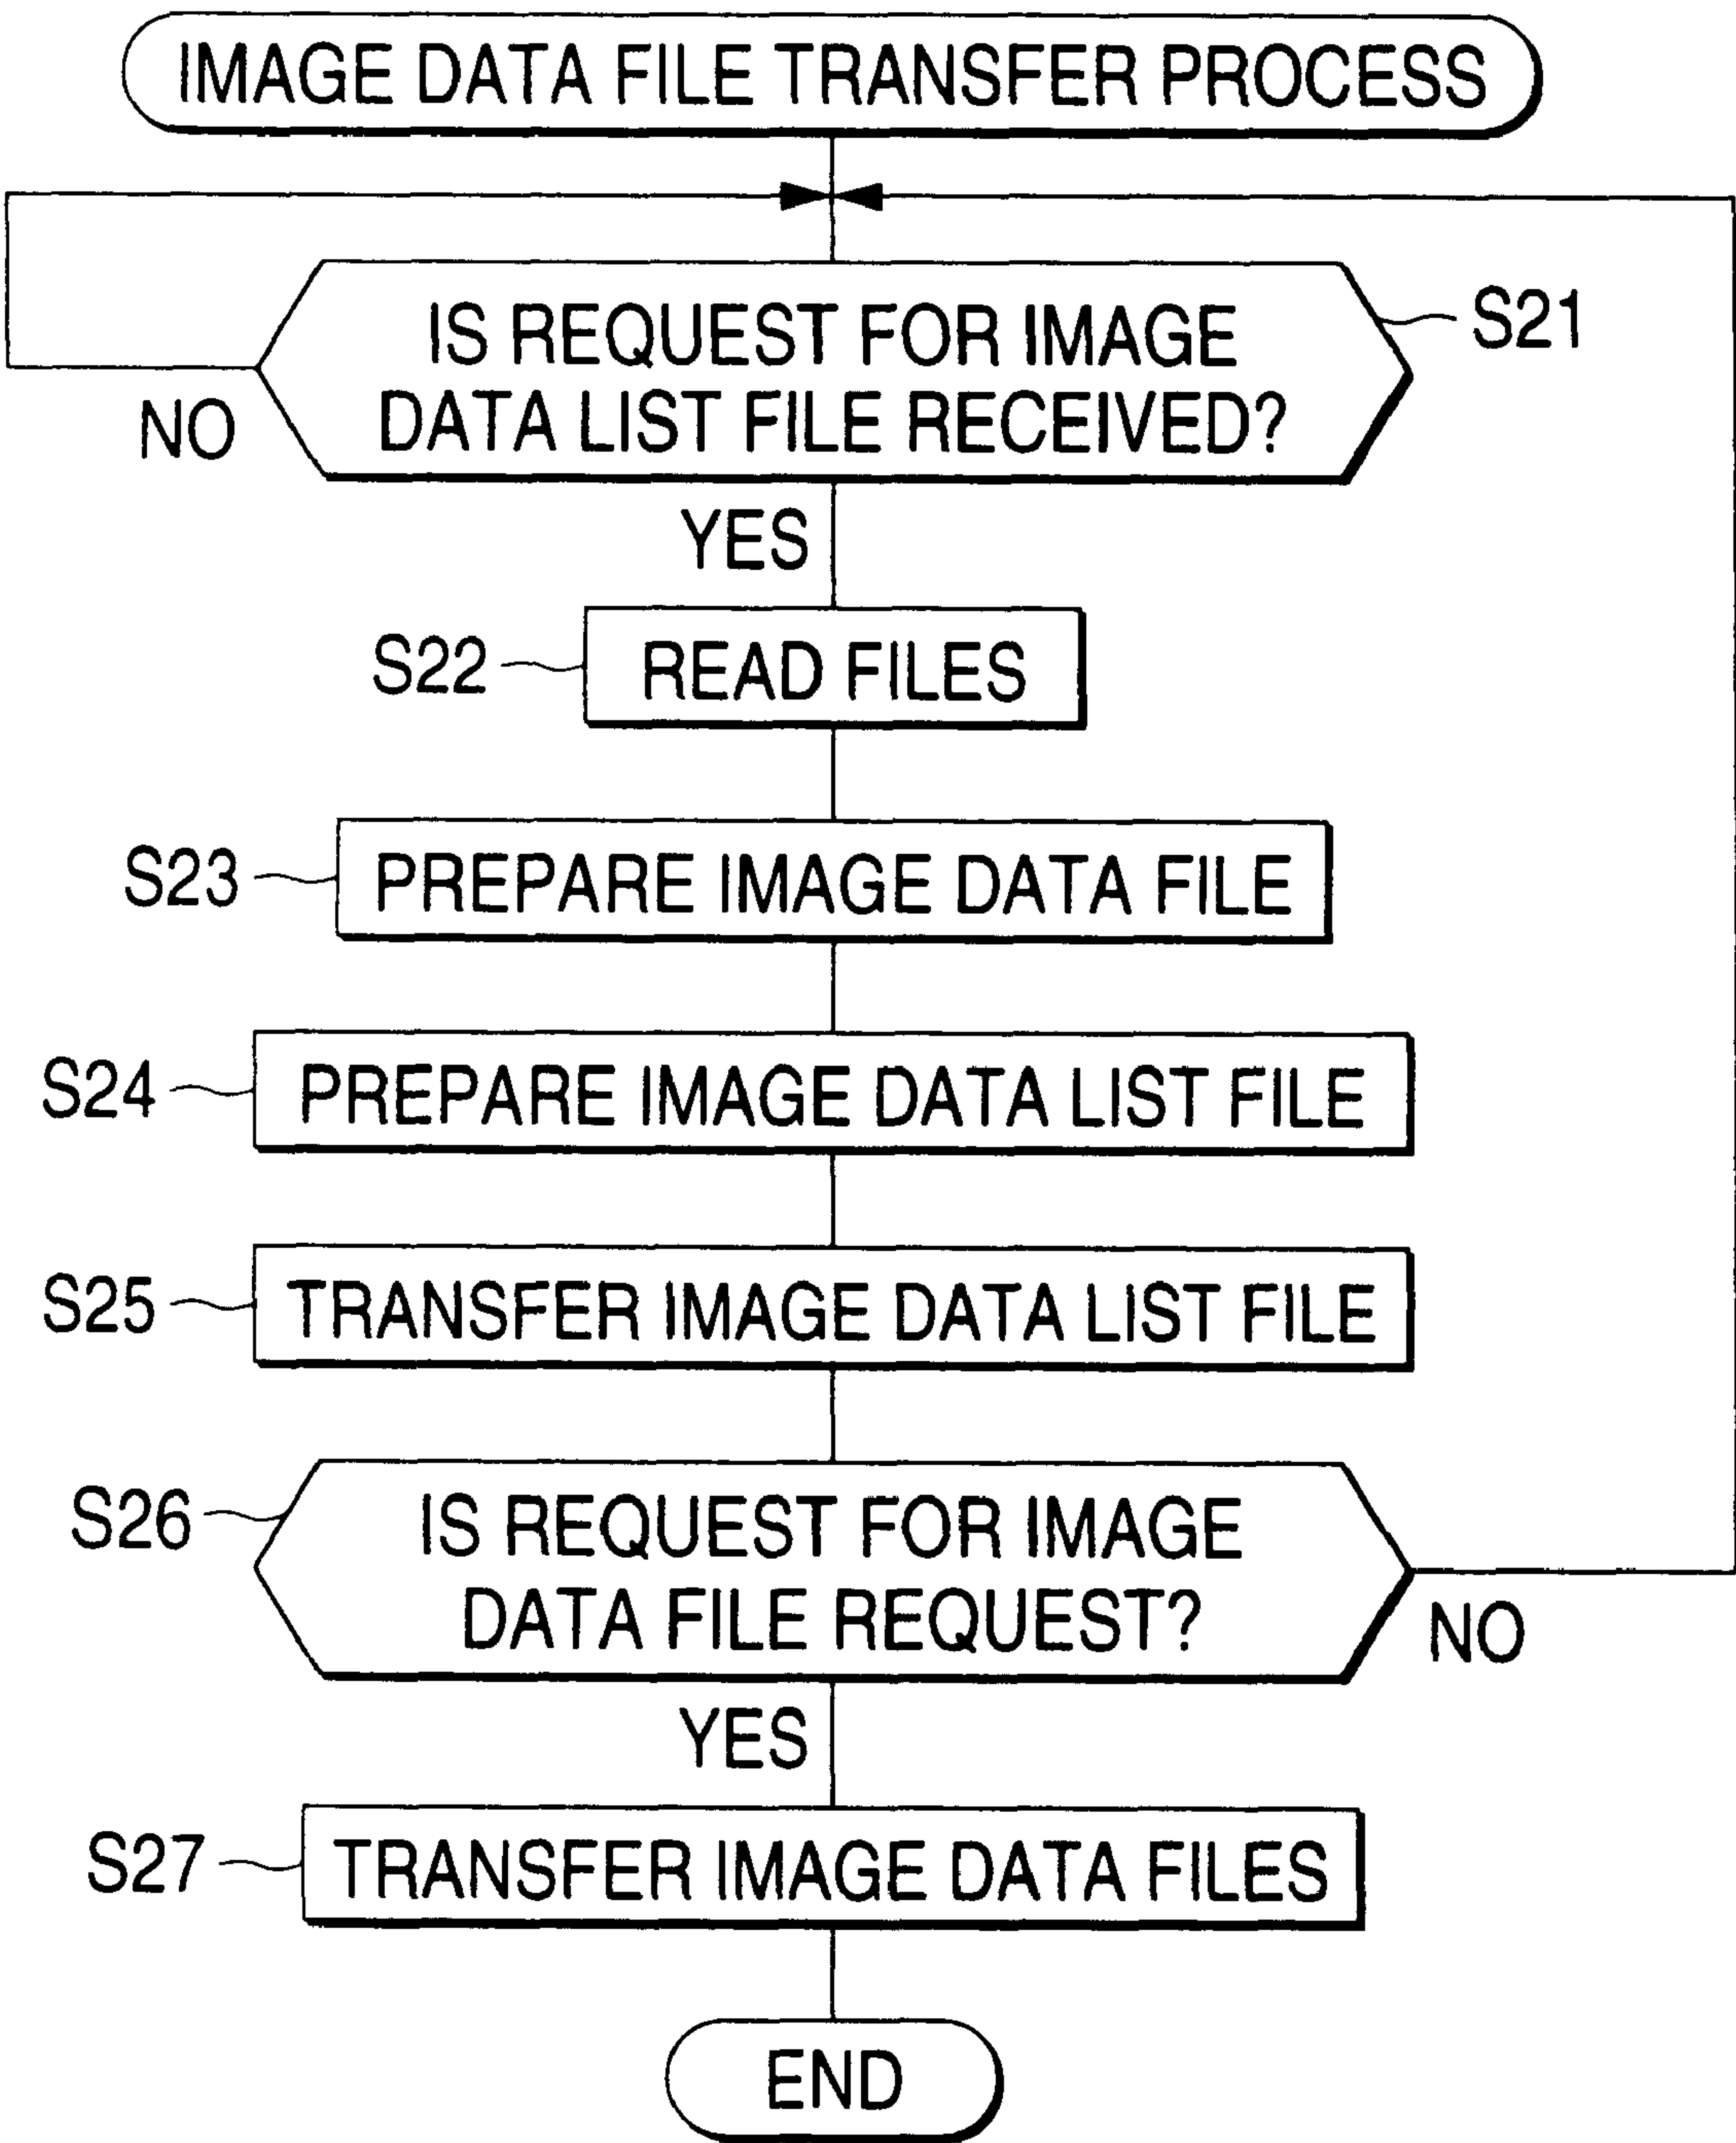 IMAGE DATA FILE TRANSFER PROCESS
IS REQUEST FOR IMAGE
DATA LIST FILE RECEIVED?
S21
NO
YES
S22
READ FILES
S23
PREPARE IMAGE DATA FILE
S24
PREPARE IMAGE DATA LIST FILE
S25
TRANSFER IMAGE DATA LIST FILE
S26
IS REQUEST FOR IMAGE
DATA FILE REQUEST?
NO
YES
S27
TRANSFER IMAGE DATA FILES
END